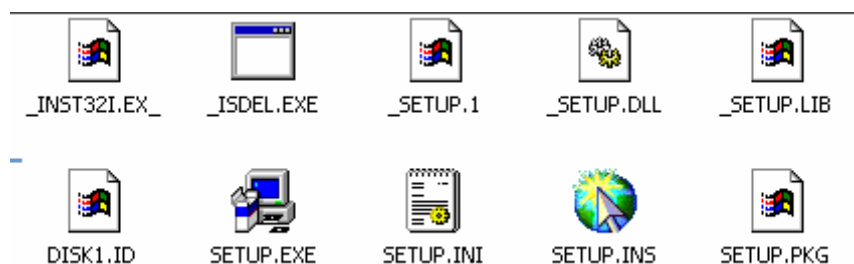 _INST32I.EX_ _ISDEL.EXE _SETUP.1 _SETUP.DLL _SETUP.LIB
DISK1.ID SETUP.EXE SETUP.INI SETUP.INS SETUP.PKG